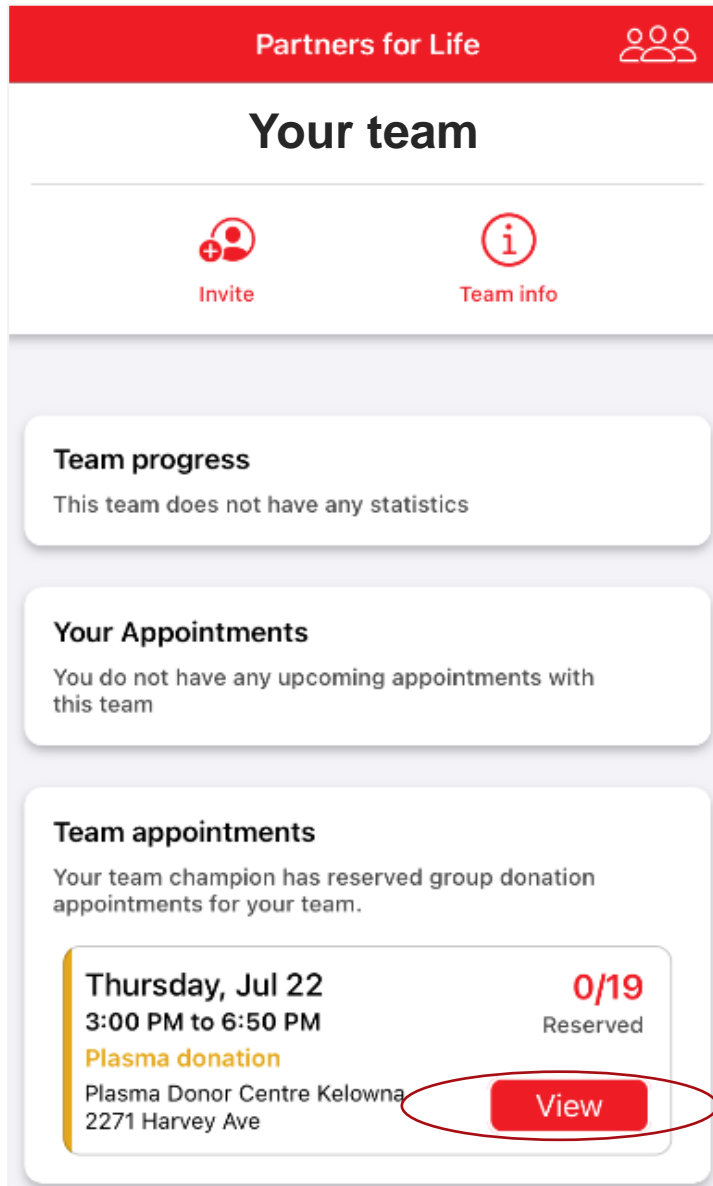 Partners for Life
Your team
Invite
Team info
Team progress
This team does not have any statistics
Your Appointments
You do not have any upcoming appointments with
this team
Team appointments
Your team champion has reserved group donation
appointments for your team.
Thursday, Jul 22
0/19
3:00 PM to 6:50 PM
Reserved
Plasma donation
Plasma Donor Centre Kelowna
2271 Harvey Ave
View